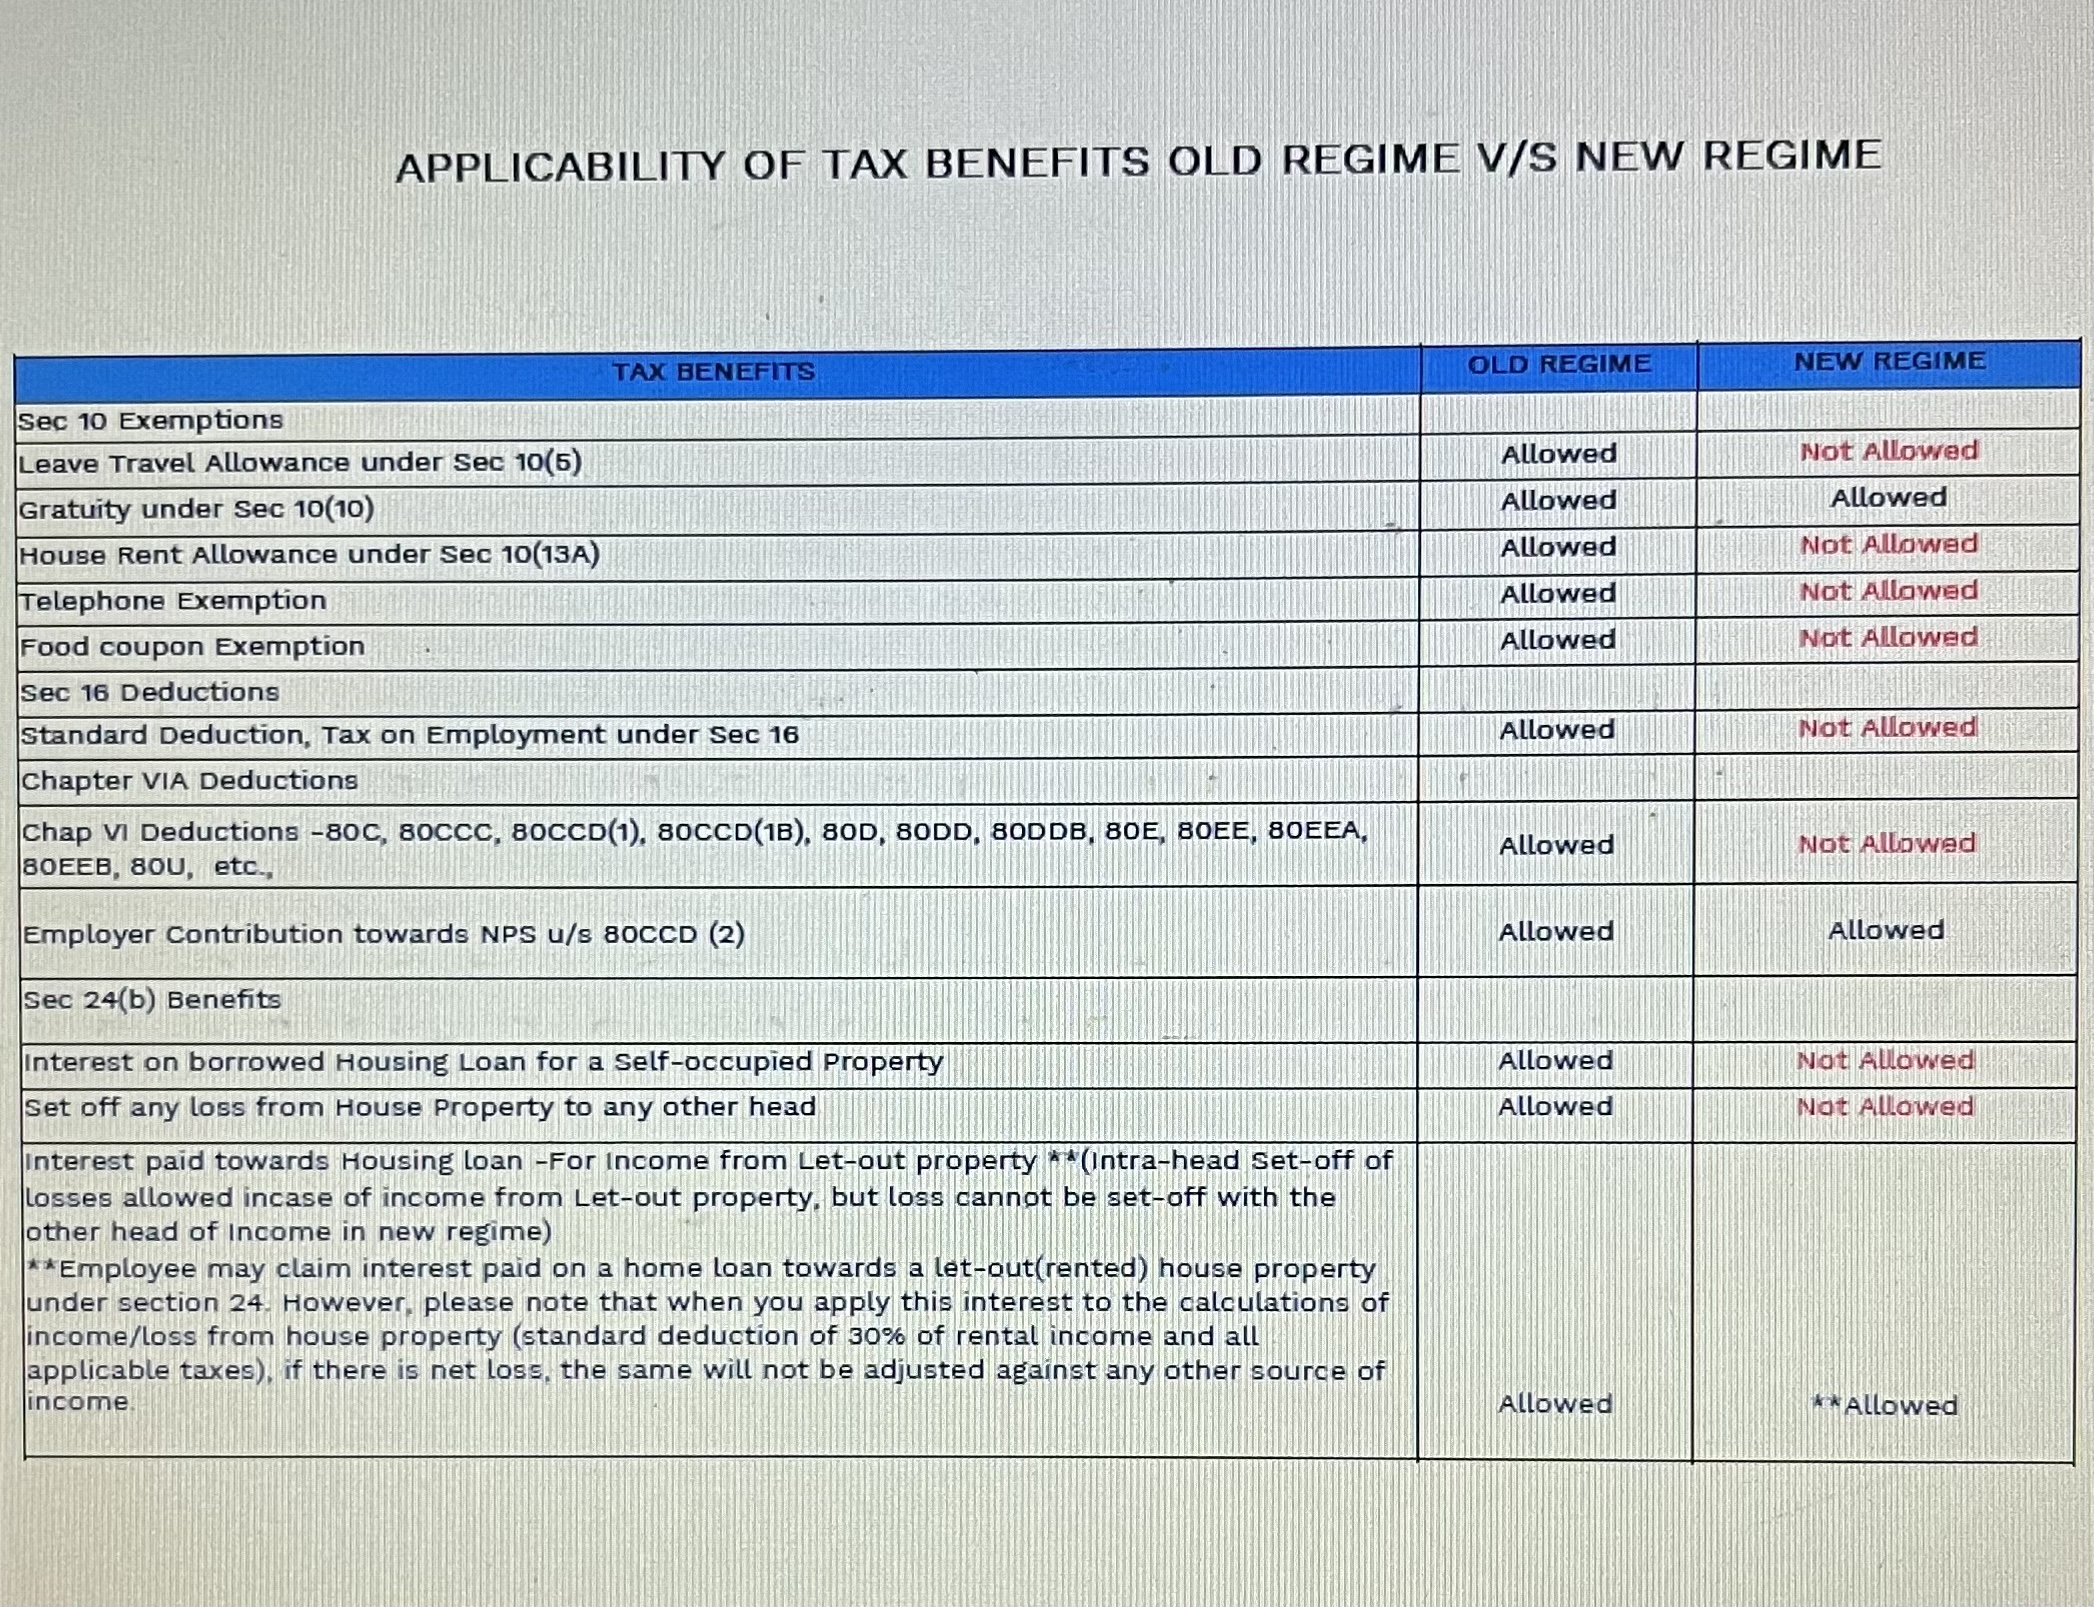 APPLICABILITY OF TAX BENEFITS OLD REGIME V/S NEW REGIME
TAX BENEFITS OLD REGIME NEW REGIME
Sec 10 Exemptions
Leave Travel Allowance under Sec 10(5) Allowed Not Allowed
Gratuity under Sec 10(10) Allowed Allowed
House Rent Allowance under Sec 10(13A) Allowed Not Allowed
Telephone Exemption Allowed Not Allowed
Food coupon Exemption Allowed Not Allowed
Sec 16 Deductions
Standard Deduction, Tax on Employment under Sec 16 Allowed Not Allowed
Chapter VIA Deductions
Chap VI Deductions -80C, 80CCC, 80CCD(1), 80CCD(1B), 80D, 80DD, 80DDB, 80E, 80EE, 80EEA,
80EEB, 80U, etc., Allowed Not Allowed
Employer Contribution towards NPS u/s 80CCD (2) Allowed Allowed
Sec 24(b) Benefits
Interest on borrowed Housing Loan for a Self-occupied Property Allowed Not Allowed
Set off any loss from House Property to any other head Allowed Not Allowed
Interest paid towards Housing loan -For Income from Let-out property **(Intra-head Set-off of
losses allowed incase of income from Let-out property, but loss cannot be set-off with the
other head of Income in new regime)
**Employee may claim interest paid on a home loan towards a let-out(rented) house property
under section 24. However, please note that when you apply this interest to the calculations of
income/loss from house property (standard deduction of 30% of rental income and all
applicable taxes), if there is net loss, the same will not be adjusted against any other source of
income. Allowed **Allowed